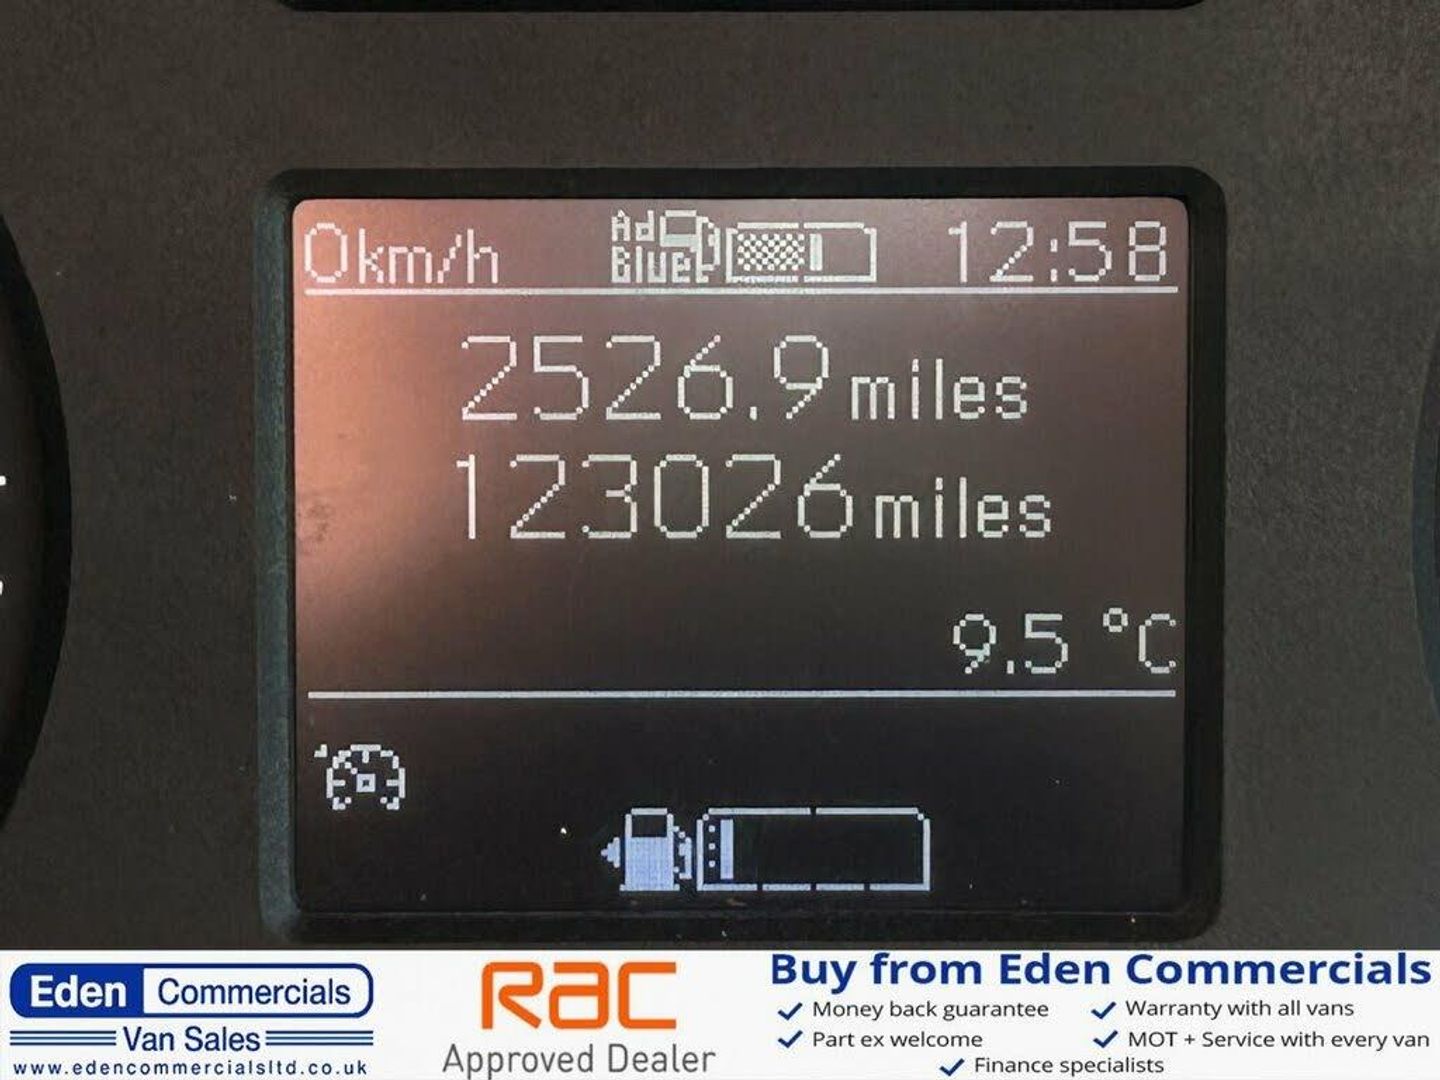 0km/h
Ad
Blue
12:58
2526.9 miles
123026 miles
9.5 °C
Eden Commercials
Van Sales
www.edencommercialsltd.co.uk
RAC
Approved Dealer
Buy from Eden Commercials
Money back guarantee
Warranty with all vans
Part ex welcome
MOT + Service with every van
Finance specialists